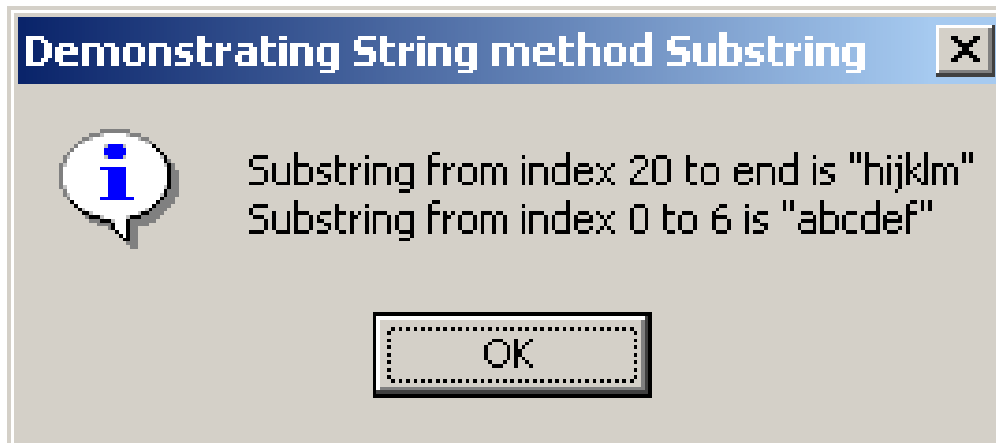 Demonstrating String method Substring
Substring from index 20 to end is "hijklm"
Substring from index 0 to 6 is "abcdef"
OK